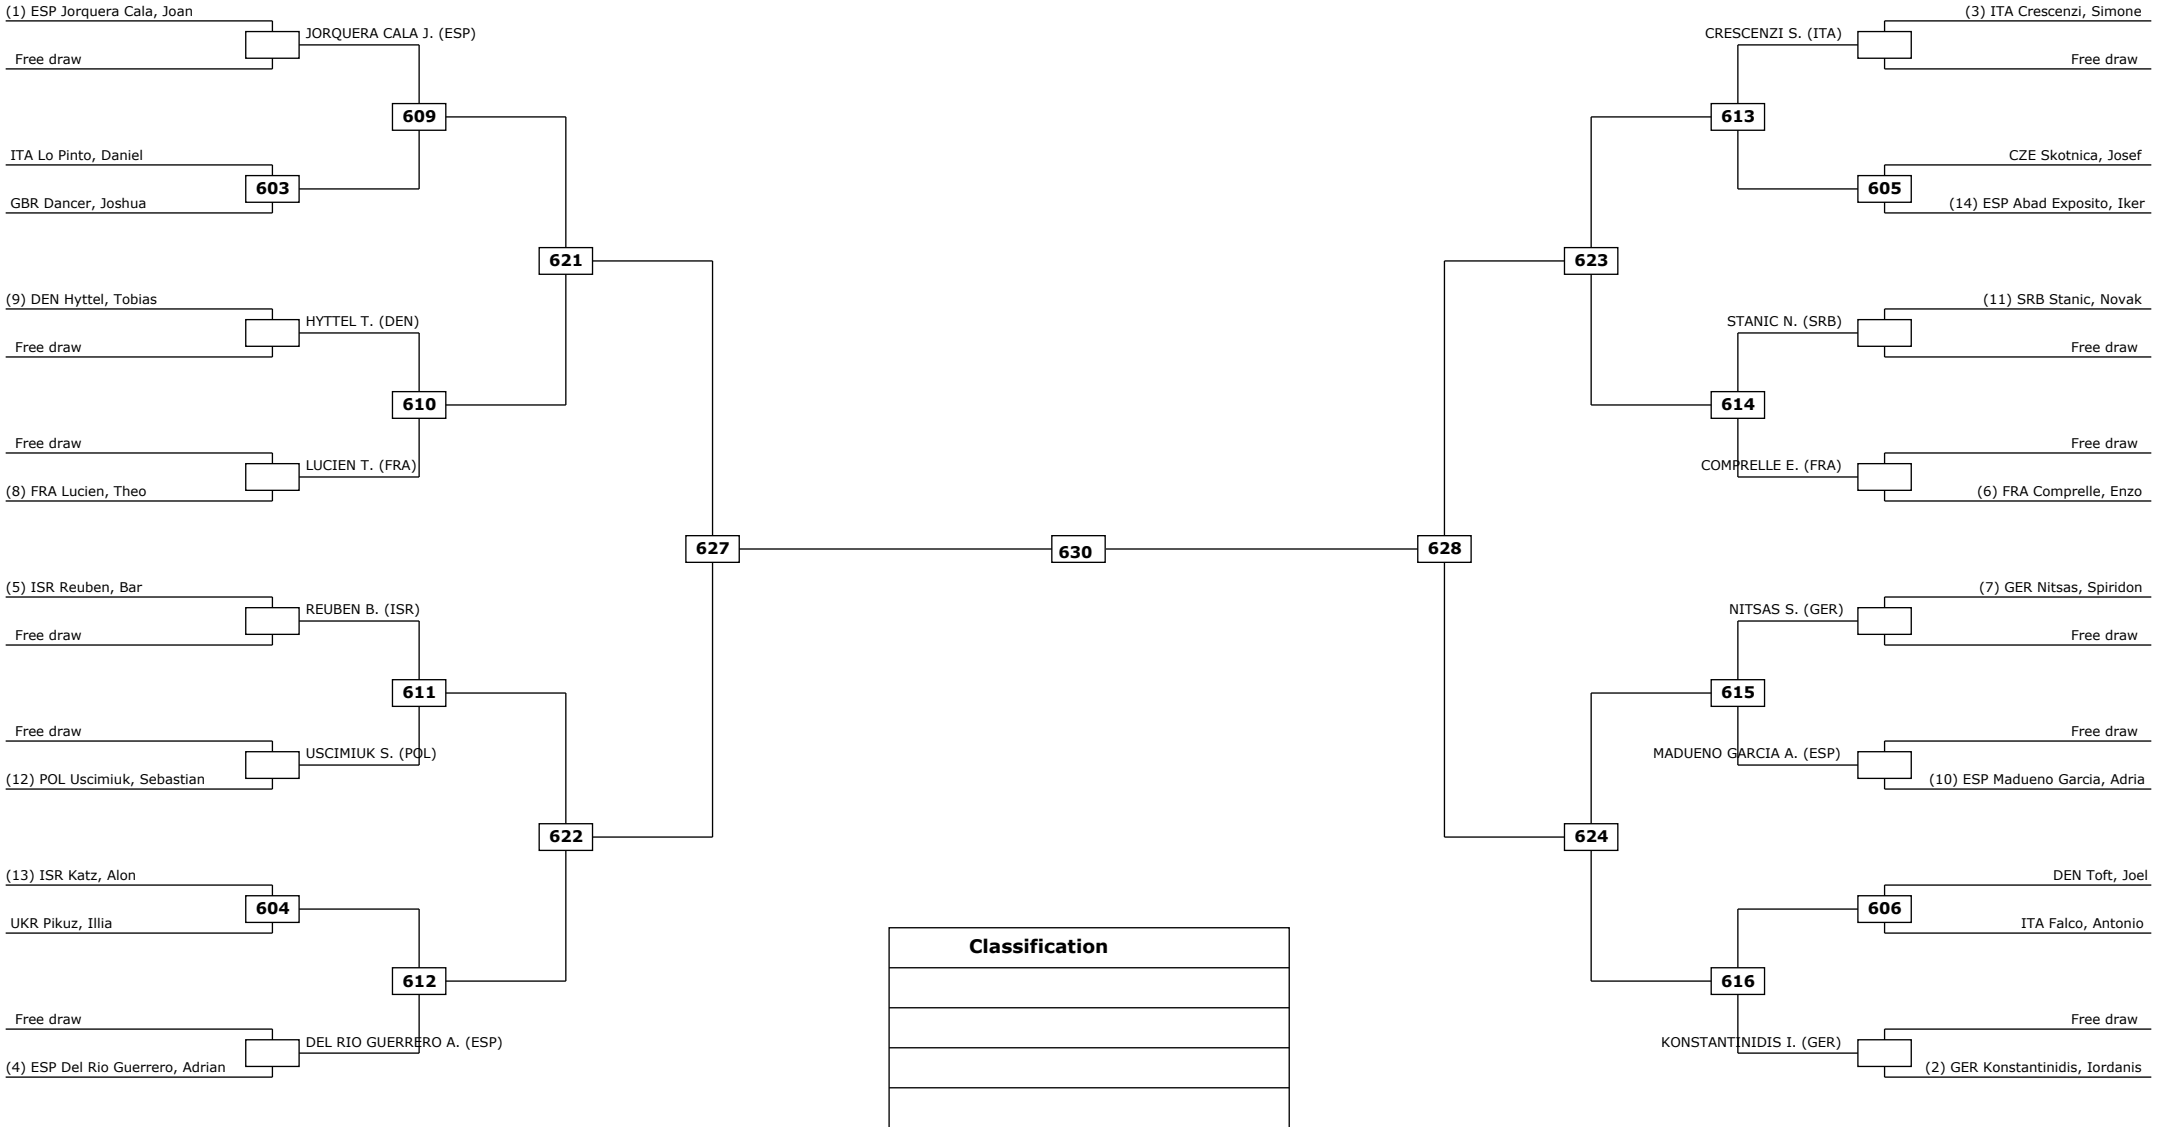 (1) ESP Jorquera Cala, Joan
JORQUERA CALA J. (ESP)
Free draw
609
ITA Lo Pinto, Daniel
603
GBR Dancer, Joshua
621
(9) DEN Hyttel, Tobias
HYTTEL T. (DEN)
Free draw
610
Free draw
LUCIEN T. (FRA)
(8) FRA Lucien, Theo
627
(5) ISR Reuben, Bar
REUBEN B. (ISR)
Free draw
611
Free draw
USCIMIUK S. (POL)
(12) POL Uscimiuk, Sebastian
622
(13) ISR Katz, Alon
604
UKR Pikuz, Illia
612
Free draw
DEL RIO GUERRERO A. (ESP)
(4) ESP Del Rio Guerrero, Adrian
630
Classification
(3) ITA Crescenzi, Simone
CRESCENZI S. (ITA)
Free draw
613
CZE Skotnica, Josef
605
(14) ESP Abad Exposito, Iker
623
(11) SRB Stanic, Novak
STANIC N. (SRB)
Free draw
614
Free draw
COMPRELLE E. (FRA)
(6) FRA Comprelle, Enzo
628
(7) GER Nitsas, Spiridon
NITSAS S. (GER)
Free draw
615
Free draw
MADUENO GARCIA A. (ESP)
(10) ESP Madueno Garcia, Adria
624
DEN Toft, Joel
606
ITA Falco, Antonio
616
Free draw
KONSTANTINIDIS I. (GER)
(2) GER Konstantinidis, Iordanis